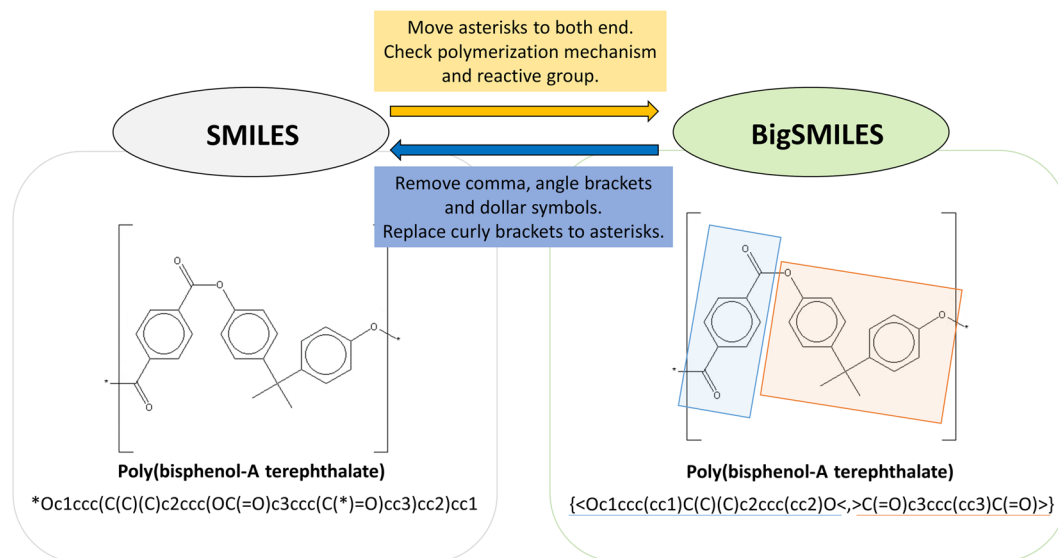 Move asterisks to both end.
Check polymerization mechanism
and reactive group.
SMILES
BigSMILES
Remove comma, angle brackets
and dollar symbols.
Replace curly brackets to asterisks.
O
O
O
*
*
O
Poly(bisphenol-A terephthalate)
*Oc1ccc(C(C)(C)c2ccc(OC(=O)c3ccc(C(*)=O)cc3)cc2)cc1
O
O
O
*
*
O
Poly(bisphenol-A terephthalate)
{<Oc1ccc(cc1)C(C)(C)c2ccc(cc2)O<,>C(=O)c3ccc(cc3)C(=O)>}